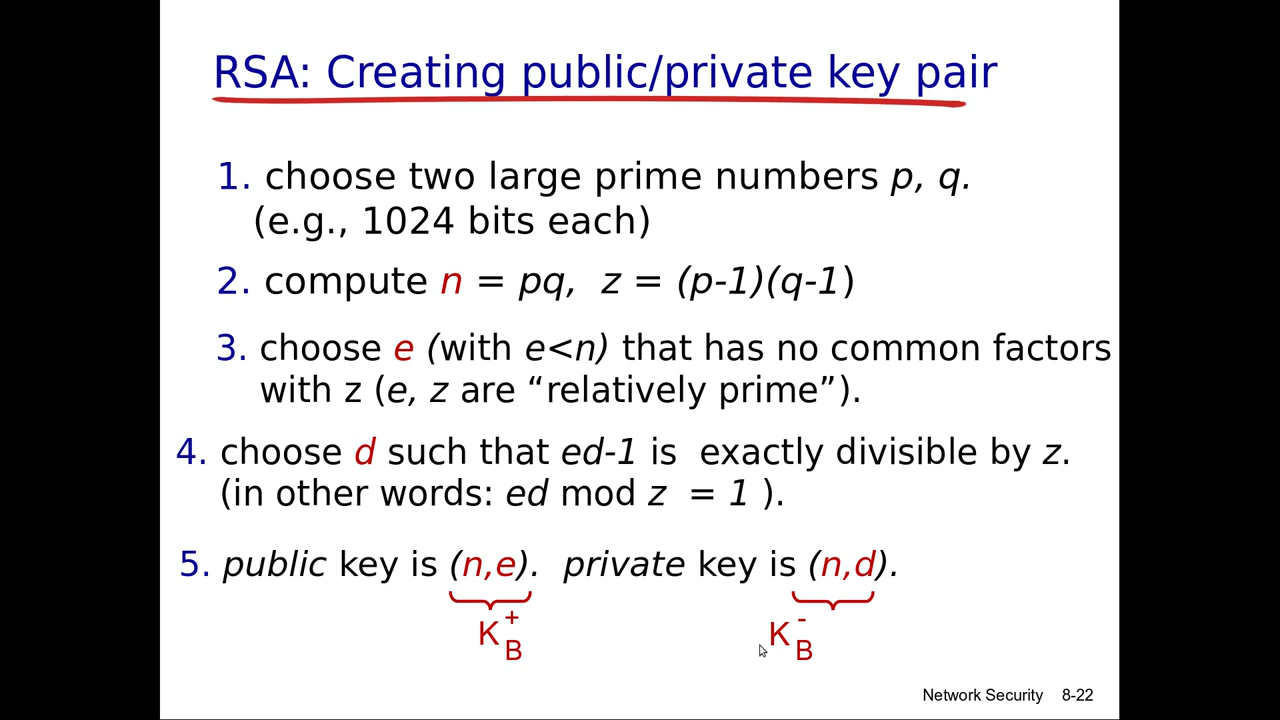 RSA: Creating public/private key pair
1. choose two large prime numbers p, q.
(e.g., 1024 bits each)
2. compute n = pq, z = (p-1)(q-1)
3. choose e (with e<n) that has no common factors
with z (e, z are “relatively prime”).
4. choose d such that ed-1 is exactly divisible by z.
(in other words: ed mod z = 1 ).
5. public key is (n,e). private key is (n,d).
K + B K - B
Network Security 8-22